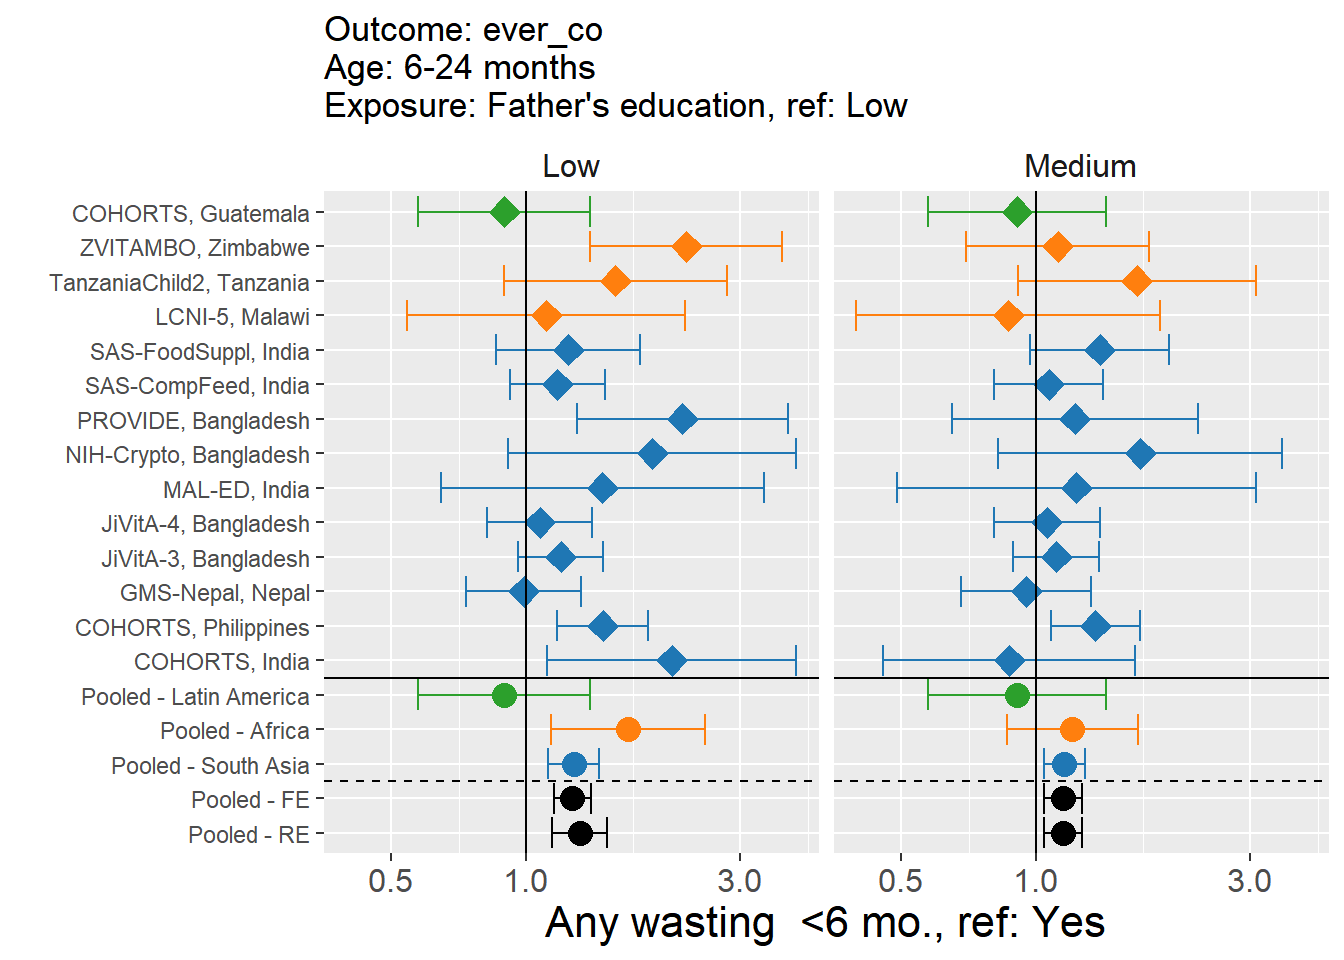 Outcome: ever_co
Age: 6-24 months
Exposure: Father's education, ref: Low
Low
Medium
COHORTS, Guatemala
ZVITAMBO, Zimbabwe
TanzaniaChild2, Tanzania
LCNI-5, Malawi
SAS-FoodSuppl, India
SAS-CompFeed, India
PROVIDE, Bangladesh
NIH-Crypto, Bangladesh
MAL-ED, India
JiVitA-4, Bangladesh
JiVitA-3, Bangladesh
GMS-Nepal, Nepal
COHORTS, Philippines
COHORTS, India
Pooled - Latin America
Pooled - Africa
Pooled - South Asia
Pooled - FE
Pooled - RE
0.5 1.0 3.0
0.5 1.0 3.0
Any wasting  <6 mo., ref: Yes